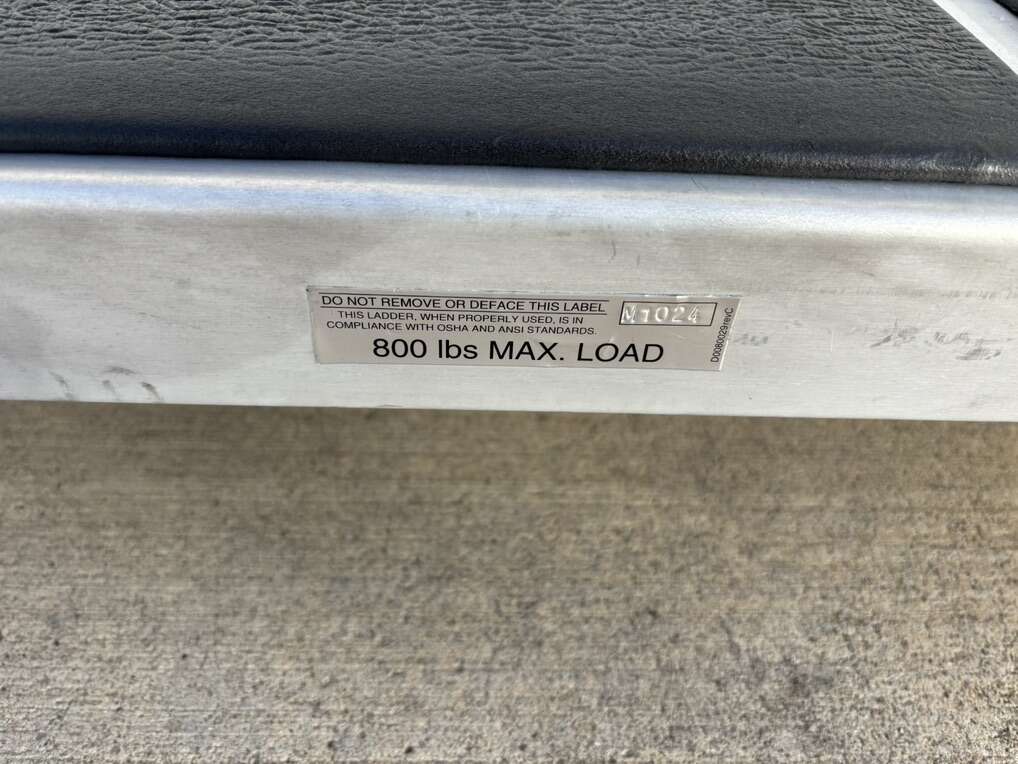 DO NOT REMOVE OR DEFACE THIS LABEL
THIS LADDER, WHEN PROPERLY USED, IS IN
COMPLIANCE WITH OSHA AND ANSI STANDARDS.
800 lbs MAX. LOAD
M1024
D0080029revC